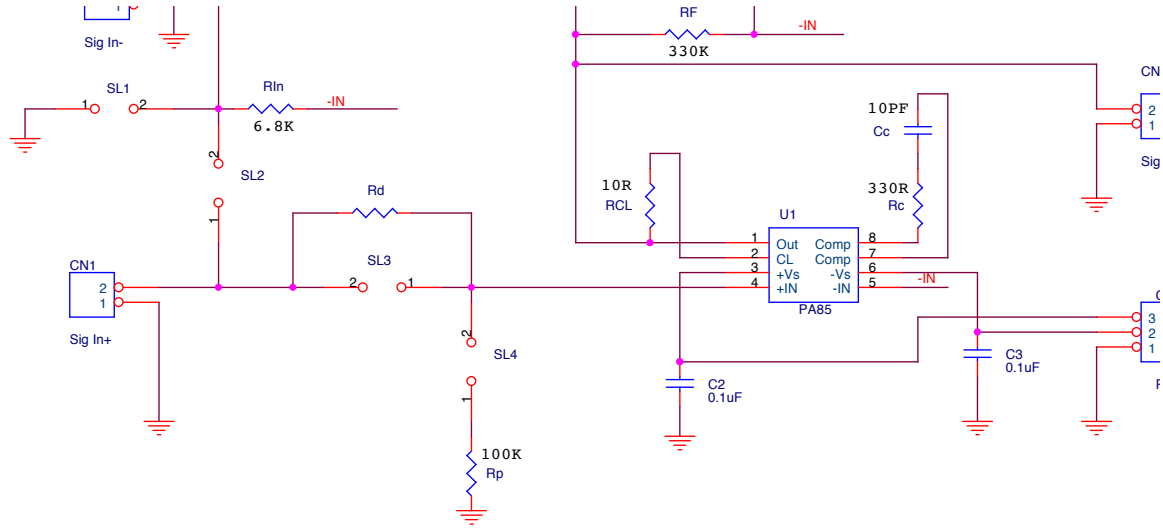 1
Sig In-
RF
330K
-IN
CN
2
1
Sig
SL1
1
2
RIn
6.8K
-IN
10PF
Cc
2
SL2
1
Rd
10R
RCL
330R
Rc
U1
1
Out
Comp
8
2
CL
Comp
7
3
+Vs
-Vs
6
4
+IN
-IN
5
-IN
PA85
CN1
2
1
Sig In+
SL3
2
1
2
SL4
1
C2
0.1uF
C3
0.1uF
3
2
1
100K
Rp